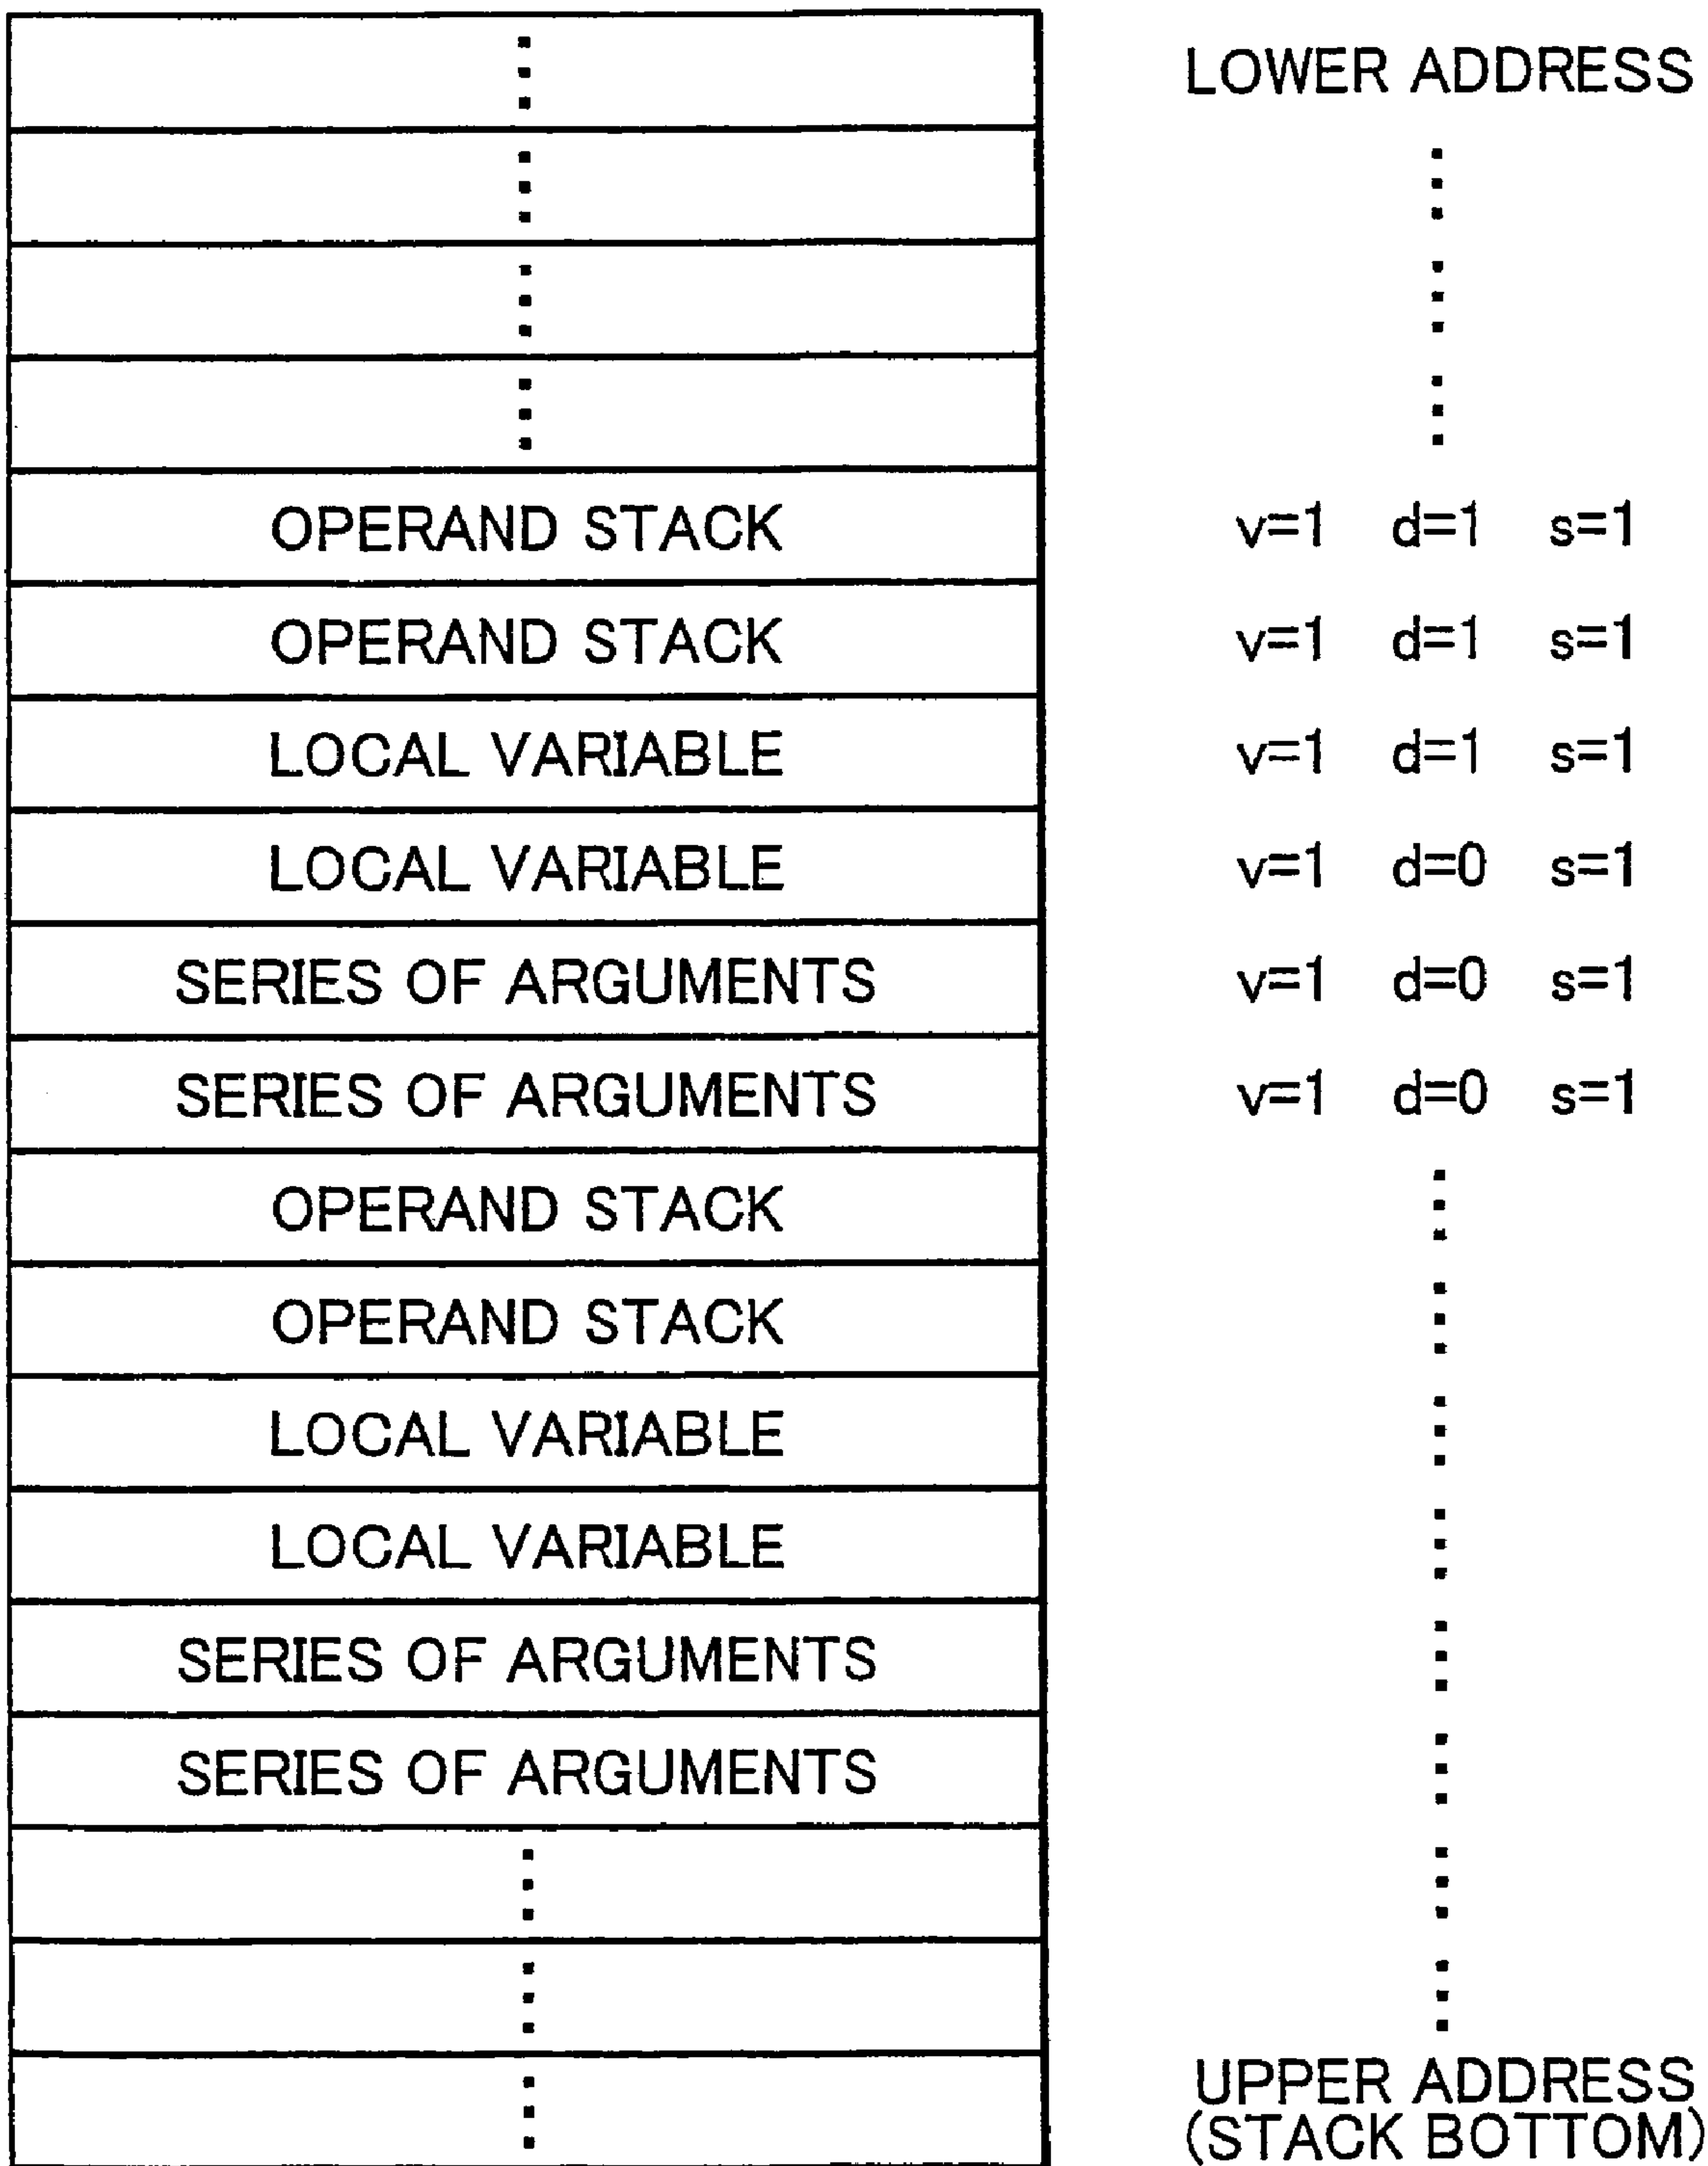 LOWER ADDRESS
OPERAND STACK v=1 d=1 s=1
OPERAND STACK v=1 d=1 s=1
LOCAL VARIABLE v=1 d=1 s=1
LOCAL VARIABLE v=1 d=0 s=1
SERIES OF ARGUMENTS v=1 d=0 s=1
SERIES OF ARGUMENTS v=1 d=0 s=1
OPERAND STACK
OPERAND STACK
LOCAL VARIABLE
LOCAL VARIABLE
SERIES OF ARGUMENTS
SERIES OF ARGUMENTS
UPPER ADDRESS
(STACK BOTTOM)